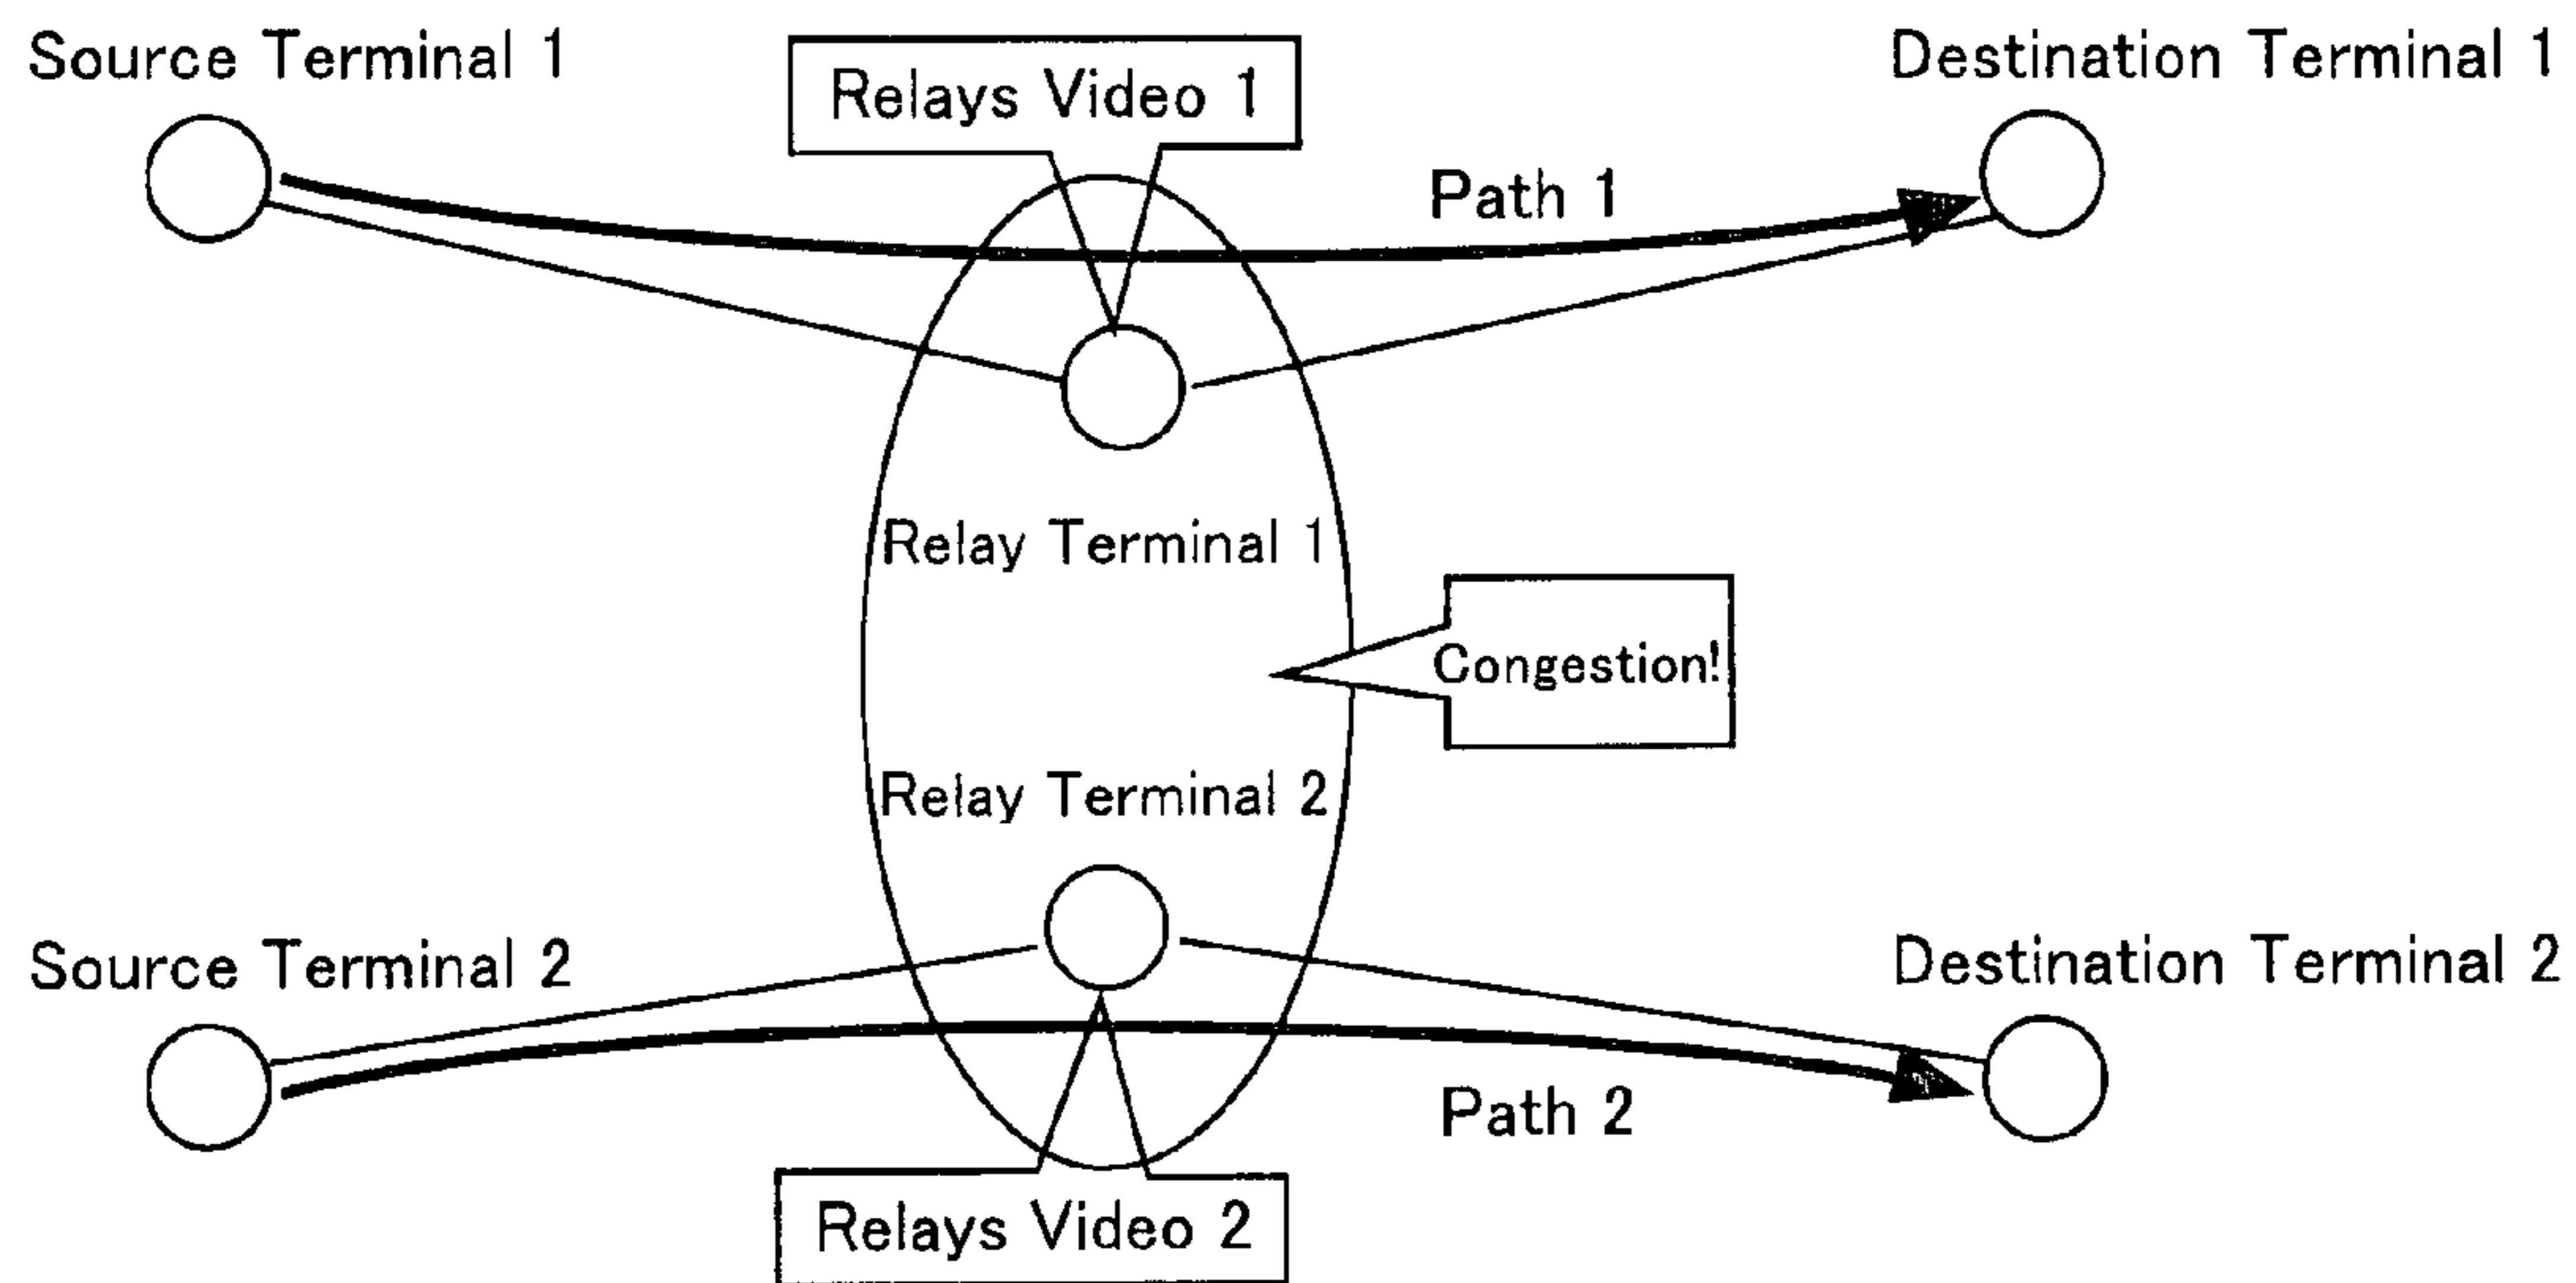 Source Terminal 1
Relays Video 1
Destination Terminal 1
Path 1
Relay Terminal 1
Congestion!
Relay Terminal 2
Source Terminal 2
Destination Terminal 2
Path 2
Relays Video 2